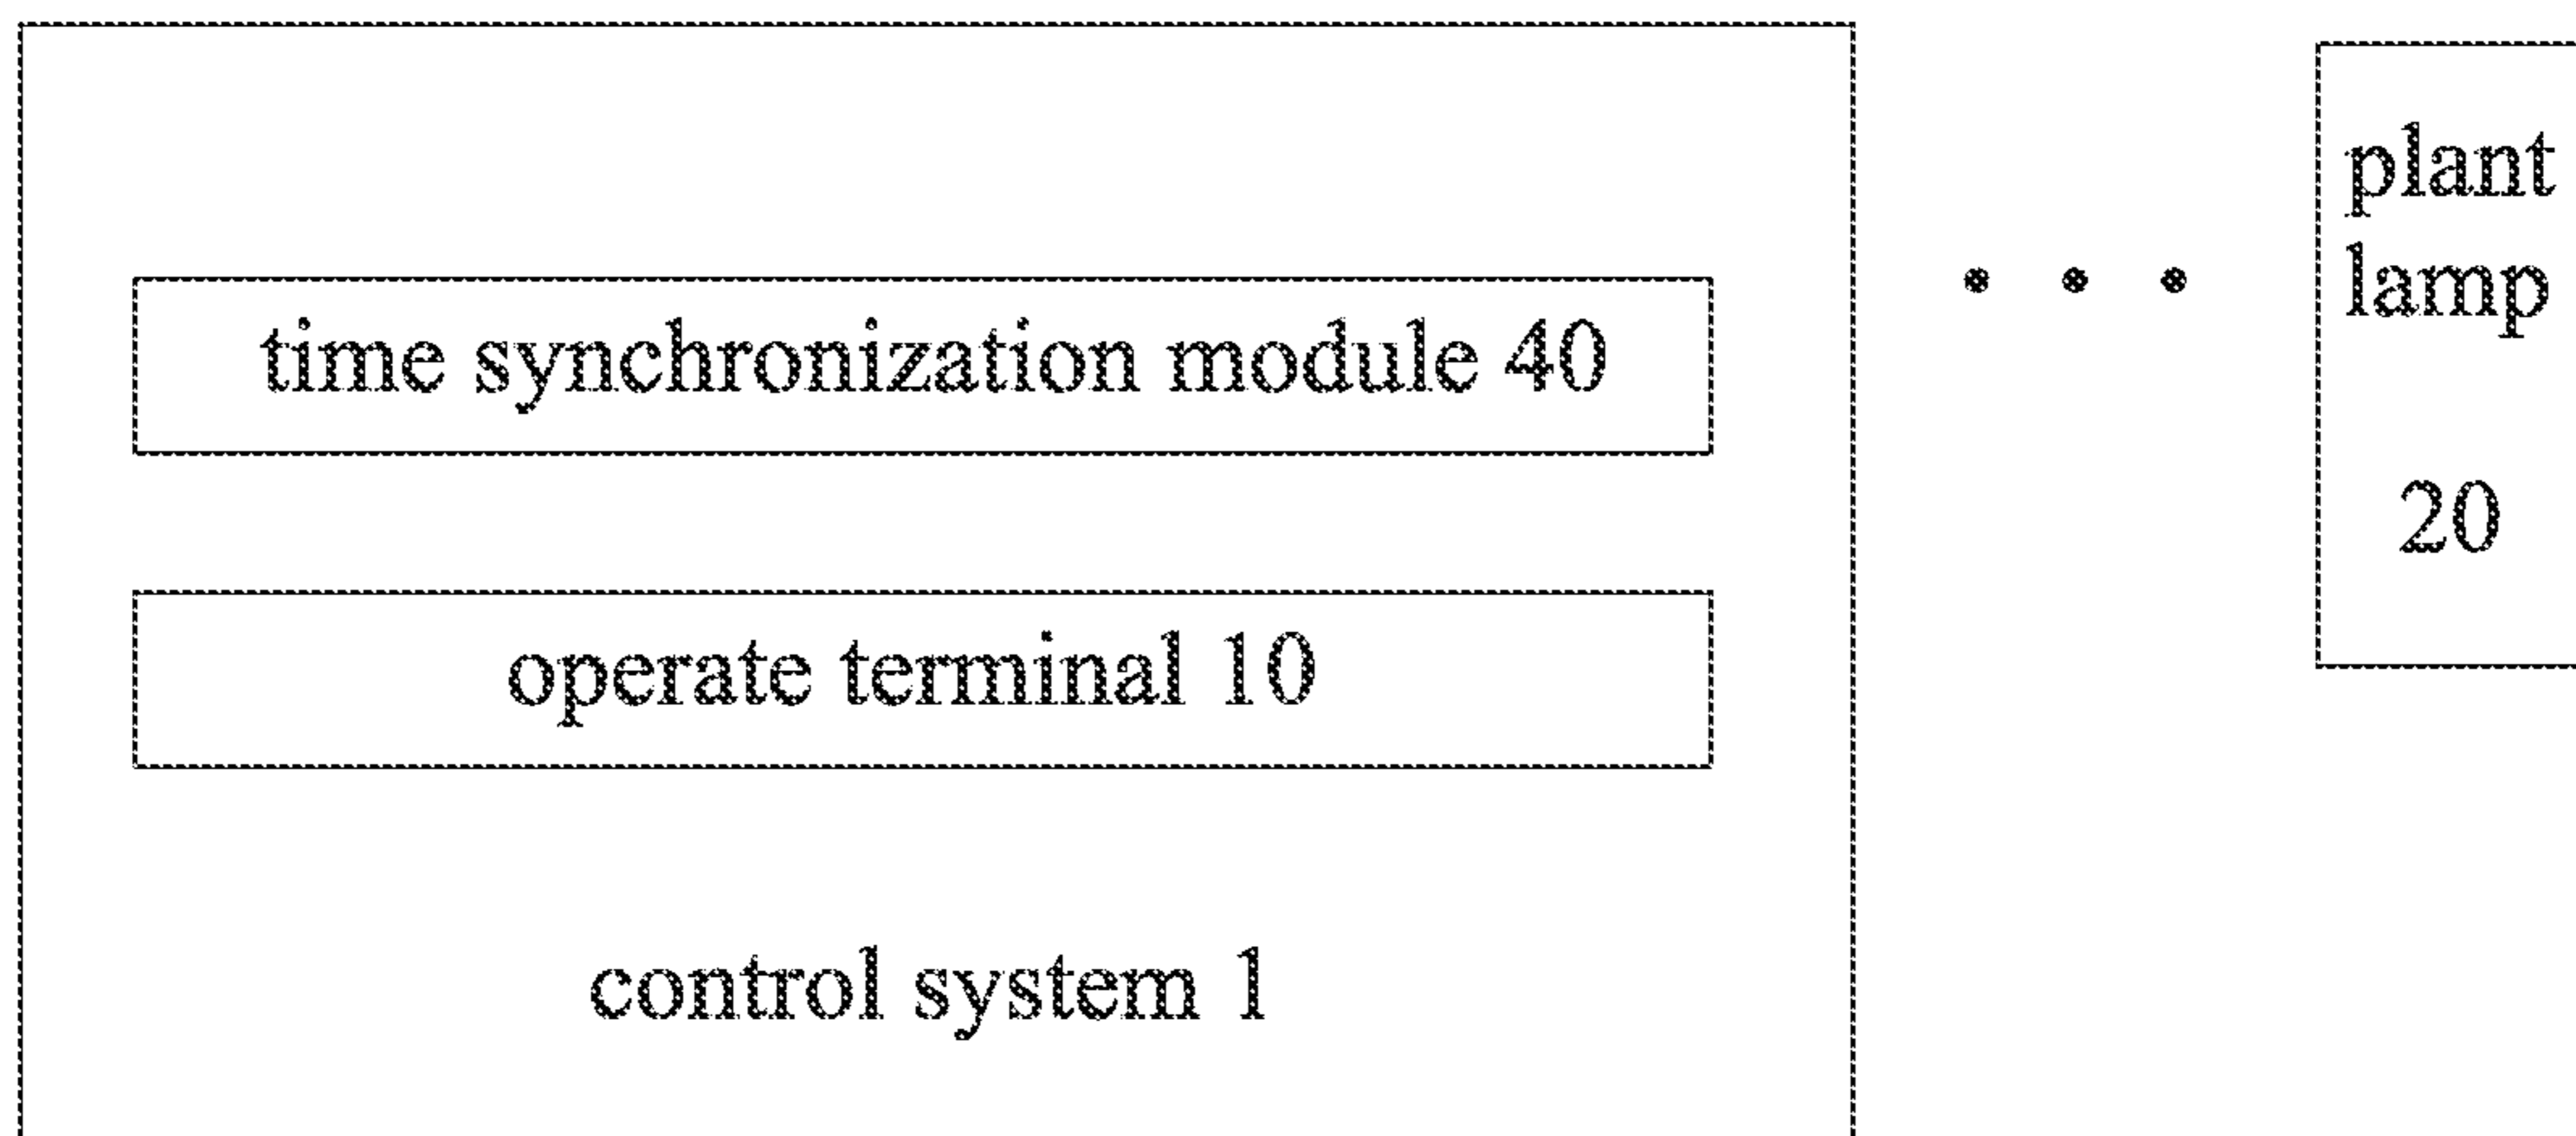 time synchronization module 40
operate terminal 10
control system 1
plant
lamp
20